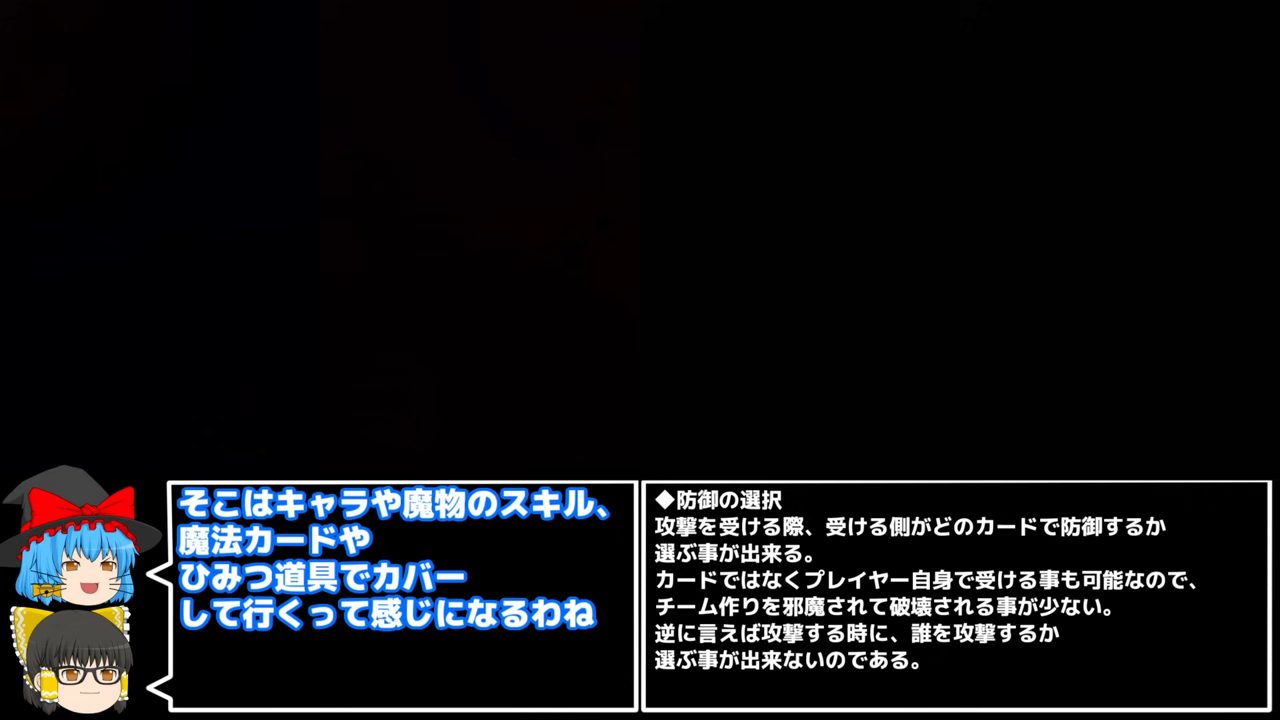 そこはキャラや魔物のスキル、
魔法カードや
ひみつ道具でカバー
して行くって感じになるわね
◆防御の選択
攻撃を受ける際、受ける側がどのカードで防御するか
選ぶ事が出来る。
カードではなくプレイヤー自身で受ける事も可能なので、
チーム作りを邪魔されて破壊される事が少ない。
逆に言えば攻撃する時に、誰を攻撃するか
選ぶ事が出来ないのである。